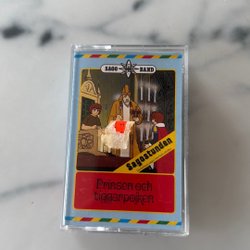 SAGO BAND
Sagostunden
Prinsen och
tiggarpojken